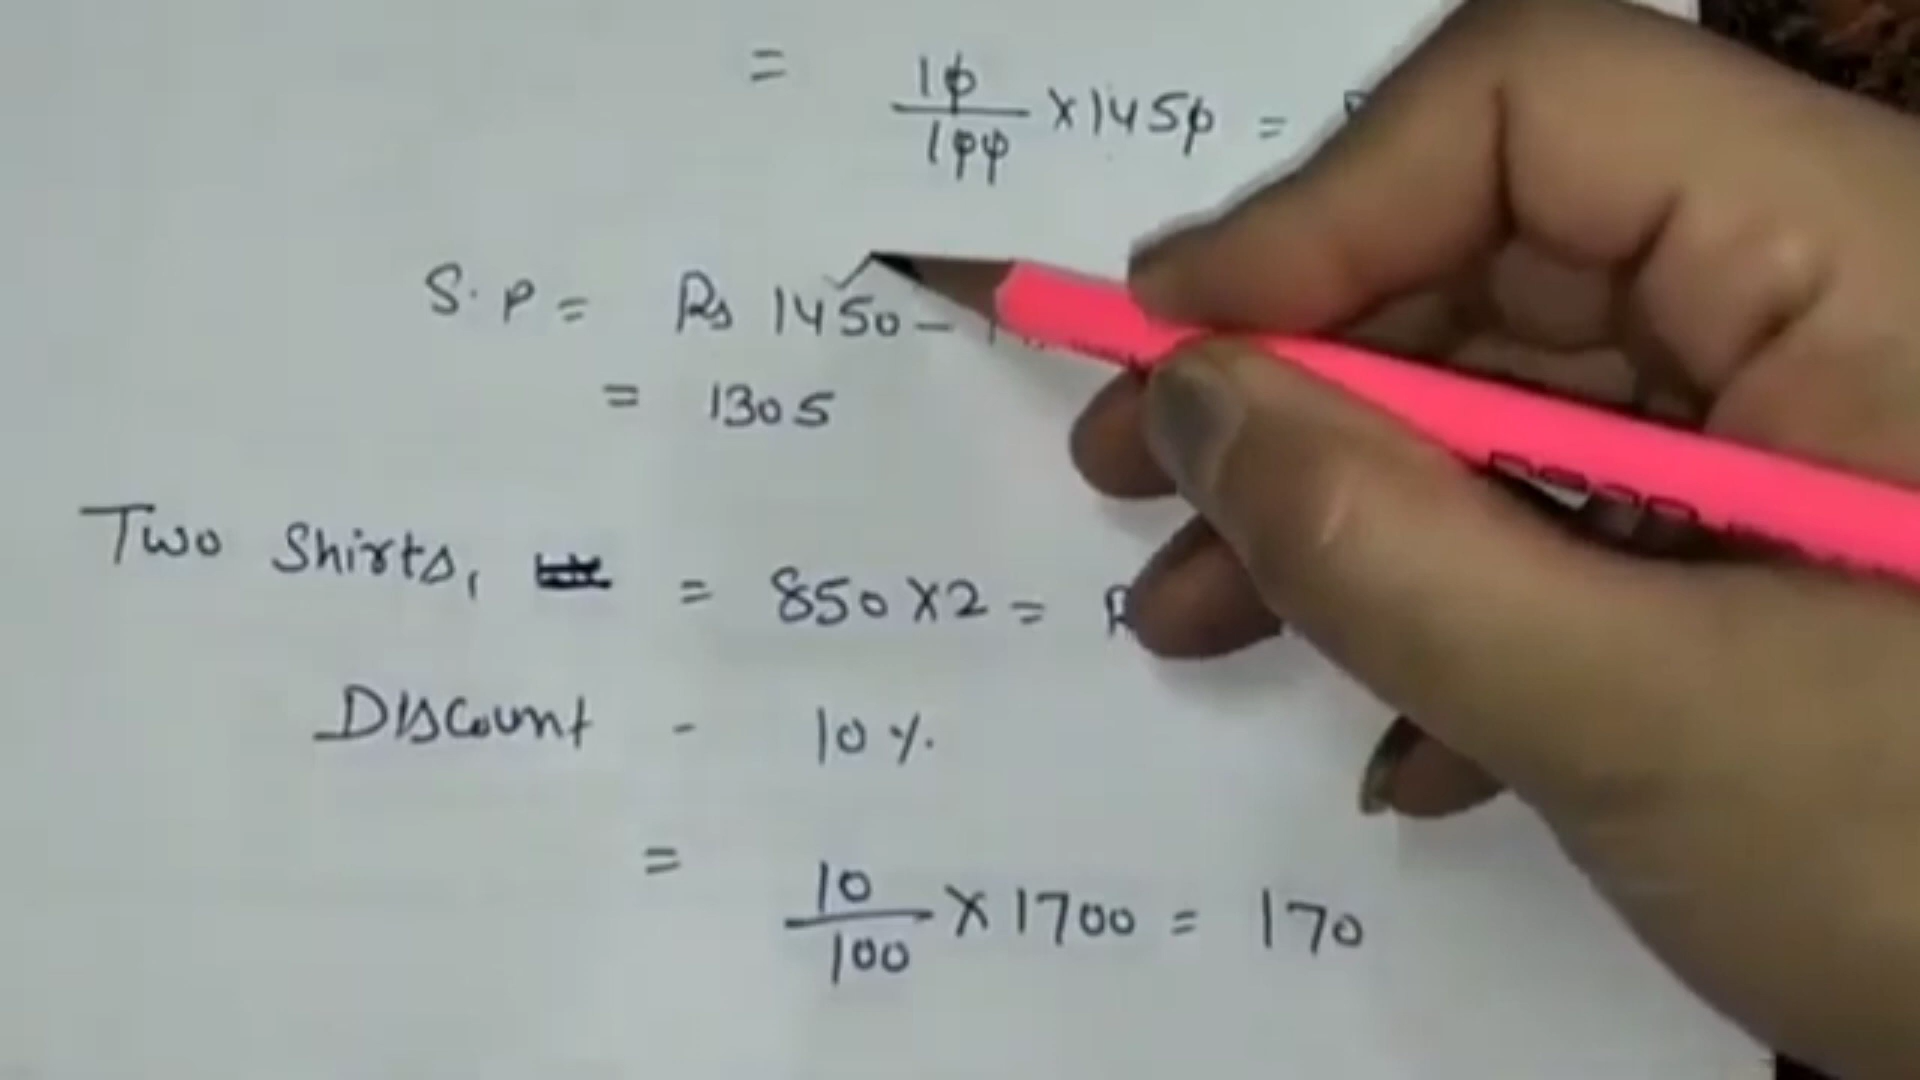 = 10/100 × 1450 =
S.P = Rs 1450 –
= 1305
Two Shirts, = 850 × 2 =
Discount - 10%
= 10/100 × 1700 = 170